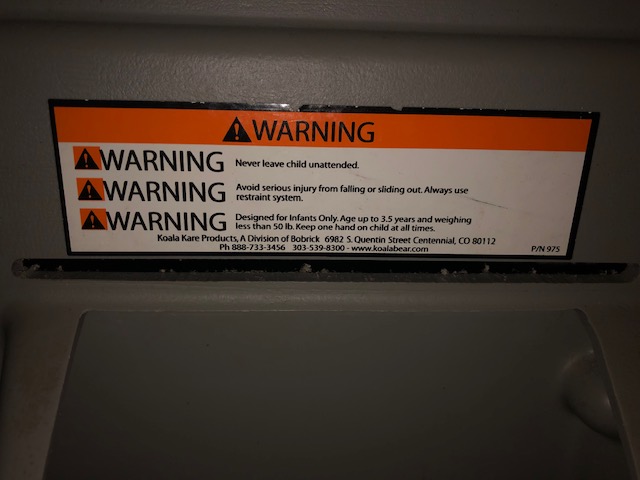 WARNING
WARNING Never leave child unattended.
WARNING Avoid serious injury from falling or sliding out. Always use
restraint system.
WARNING Designed for Infants Only. Age up to 3.5 years and weighing
less than 50 lb. Keep one hand on child at all times.
Koala Kare Products, A Division of Bobrick 6982 S. Quentin Street Centennial, CO 80112
Ph 888-733-3456 303-539-8300 - www.koalabear.com P/N 975